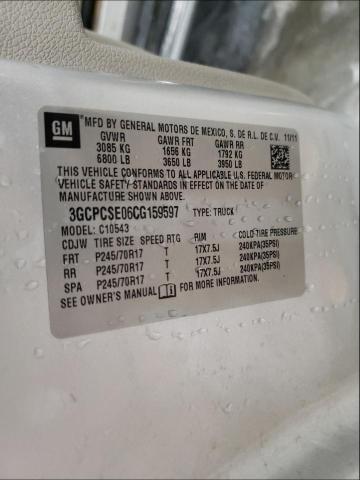 GM
MFD BY GENERAL MOTORS DE MEXICO, S. DE R.L. DE C.V. 11/11
GVWR GAWR FRT GAWR RR
3085 KG 1656 KG 1792 KG
6800 LB 3650 LB 3950 LB
THIS VEHICLE CONFORMS TO ALL APPLICABLE U.S. FEDERAL MOTOR
VEHICLE SAFETY STANDARDS IN EFFECT ON THE DATE OF
MANUFACTURE SHOWN ABOVE.
3GCPCSE06CG159597 TYPE: TRUCK
MODEL: C10543
CDJW TIRE SIZE SPEED RTG RIM COLD TIRE PRESSURE
FRT P245/70R17 T 17X7.5J 240KPA(35PSI)
RR P245/70R17 T 17X7.5J 240KPA(35PSI)
SPA P245/70R17 T 17X7.5J 240KPA(35PSI)
SEE OWNER'S MANUAL FOR MORE INFORMATION.